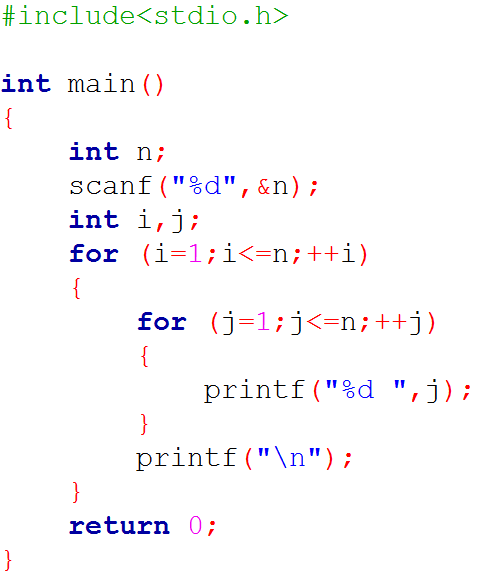 #include<stdio.h>
int main()
{
    int n;
    scanf("%d",&n);
    int i,j;
    for (i=1;i<=n;++i)
    {
        for (j=1;j<=n;++j)
        {
            printf("%d ",j);
        }
        printf("\n");
    }
    return 0;
}